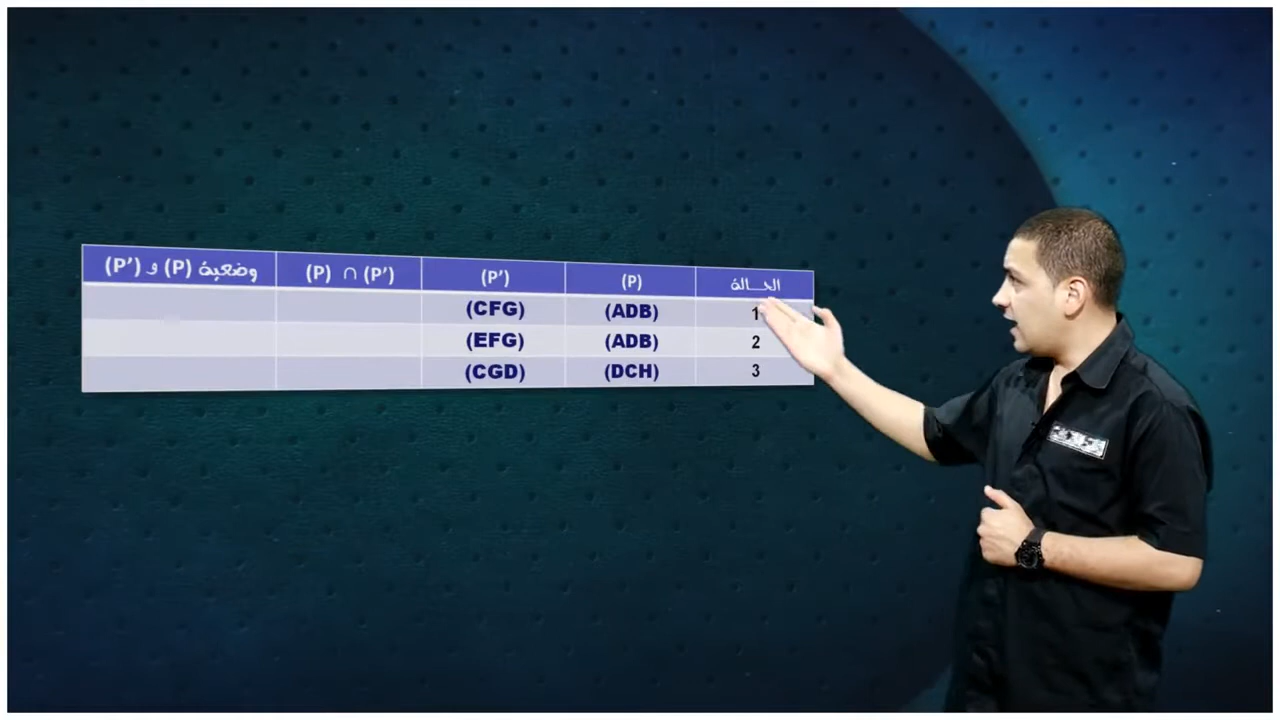 الحالة (P) (P') (P) ∩ (P') وضعية (P) و (P')
1 (ADB) (CFG)
2 (ADB) (EFG)
3 (DCH) (CGD)